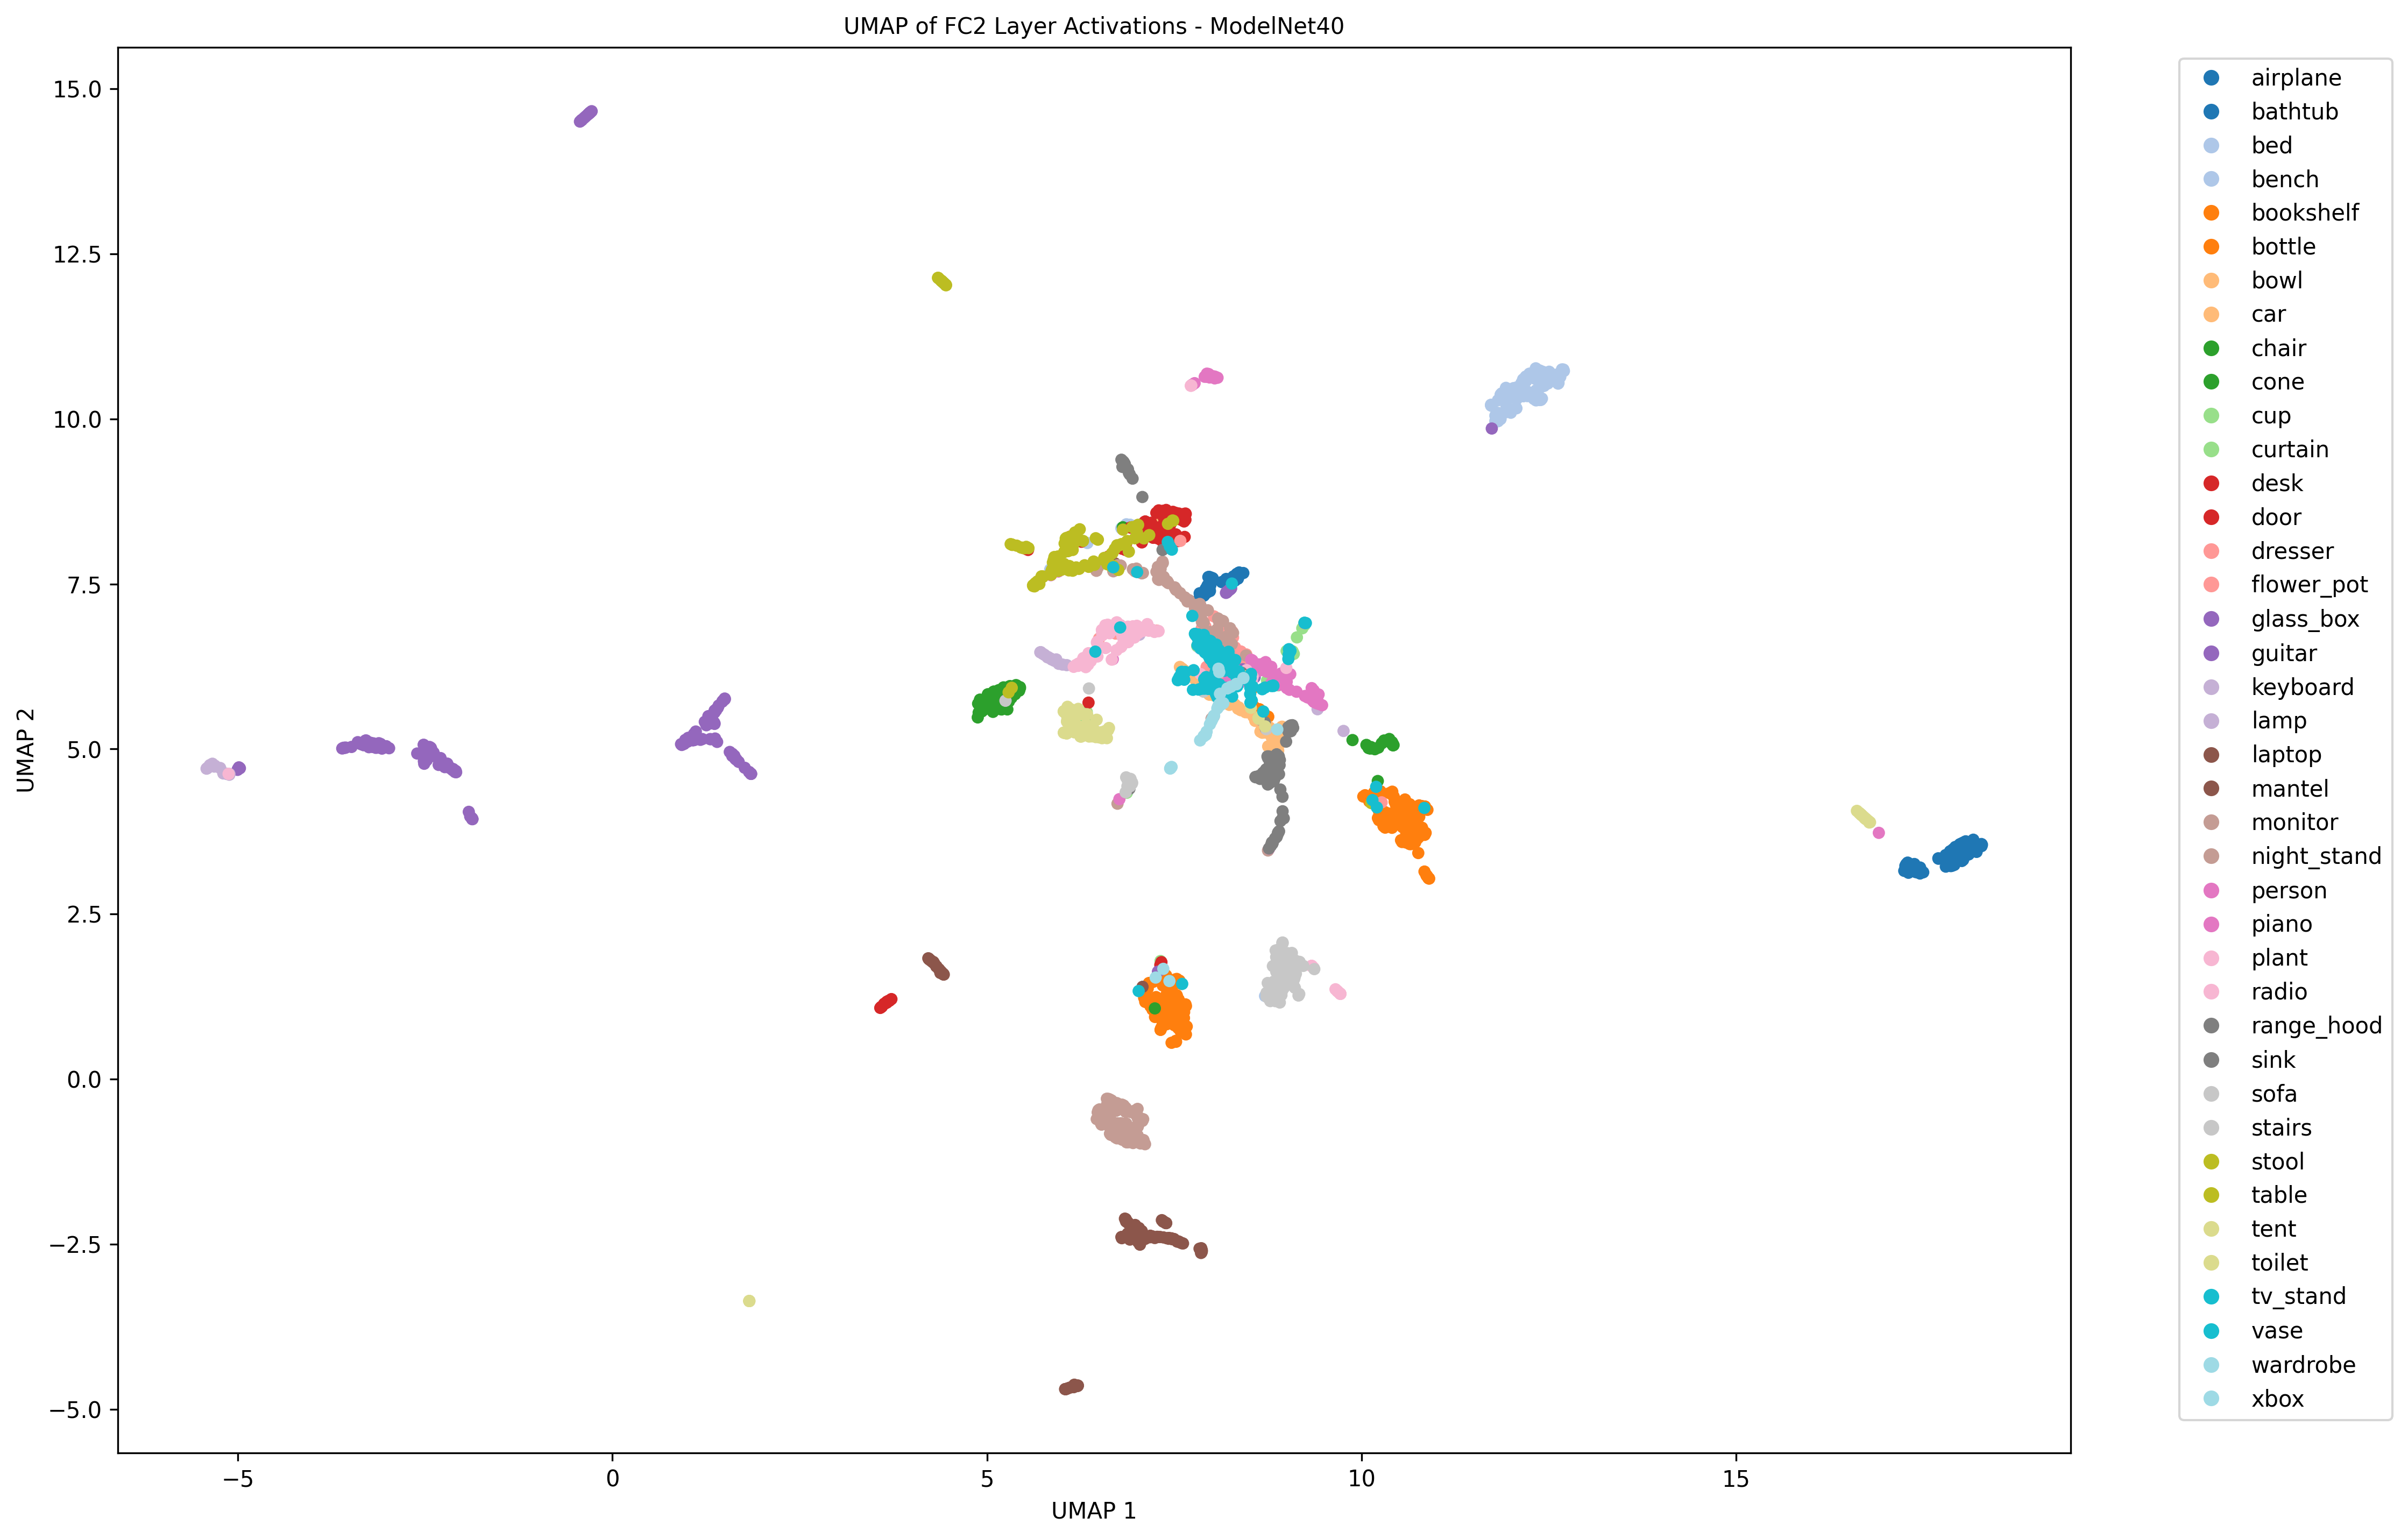 UMAP of FC2 Layer Activations - ModelNet40
15.0
12.5
10.0
7.5
5.0
2.5
0.0
−2.5
−5.0
UMAP 2
−5
0
5
10
15
UMAP 1
airplane
bathtub
bed
bench
bookshelf
bottle
bowl
car
chair
cone
cup
curtain
desk
door
dresser
flower_pot
glass_box
guitar
keyboard
lamp
laptop
mantel
monitor
night_stand
person
piano
plant
radio
range_hood
sink
sofa
stairs
stool
table
tent
toilet
tv_stand
vase
wardrobe
xbox